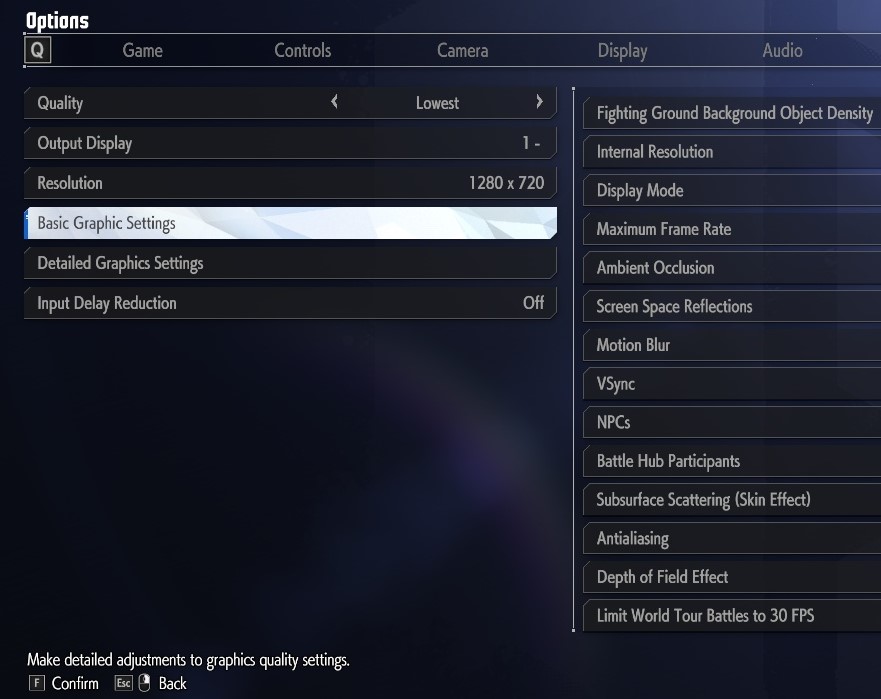 Options
Q Game Controls Camera Display Audio
Quality Lowest
Output Display 1 -
Resolution 1280 x 720
Basic Graphic Settings
Detailed Graphics Settings
Input Delay Reduction Off
Fighting Ground Background Object Density
Internal Resolution
Display Mode
Maximum Frame Rate
Ambient Occlusion
Screen Space Reflections
Motion Blur
VSync
NPCs
Battle Hub Participants
Subsurface Scattering (Skin Effect)
Antialiasing
Depth of Field Effect
Limit World Tour Battles to 30 FPS
Make detailed adjustments to graphics quality settings.
F Confirm Esc Back